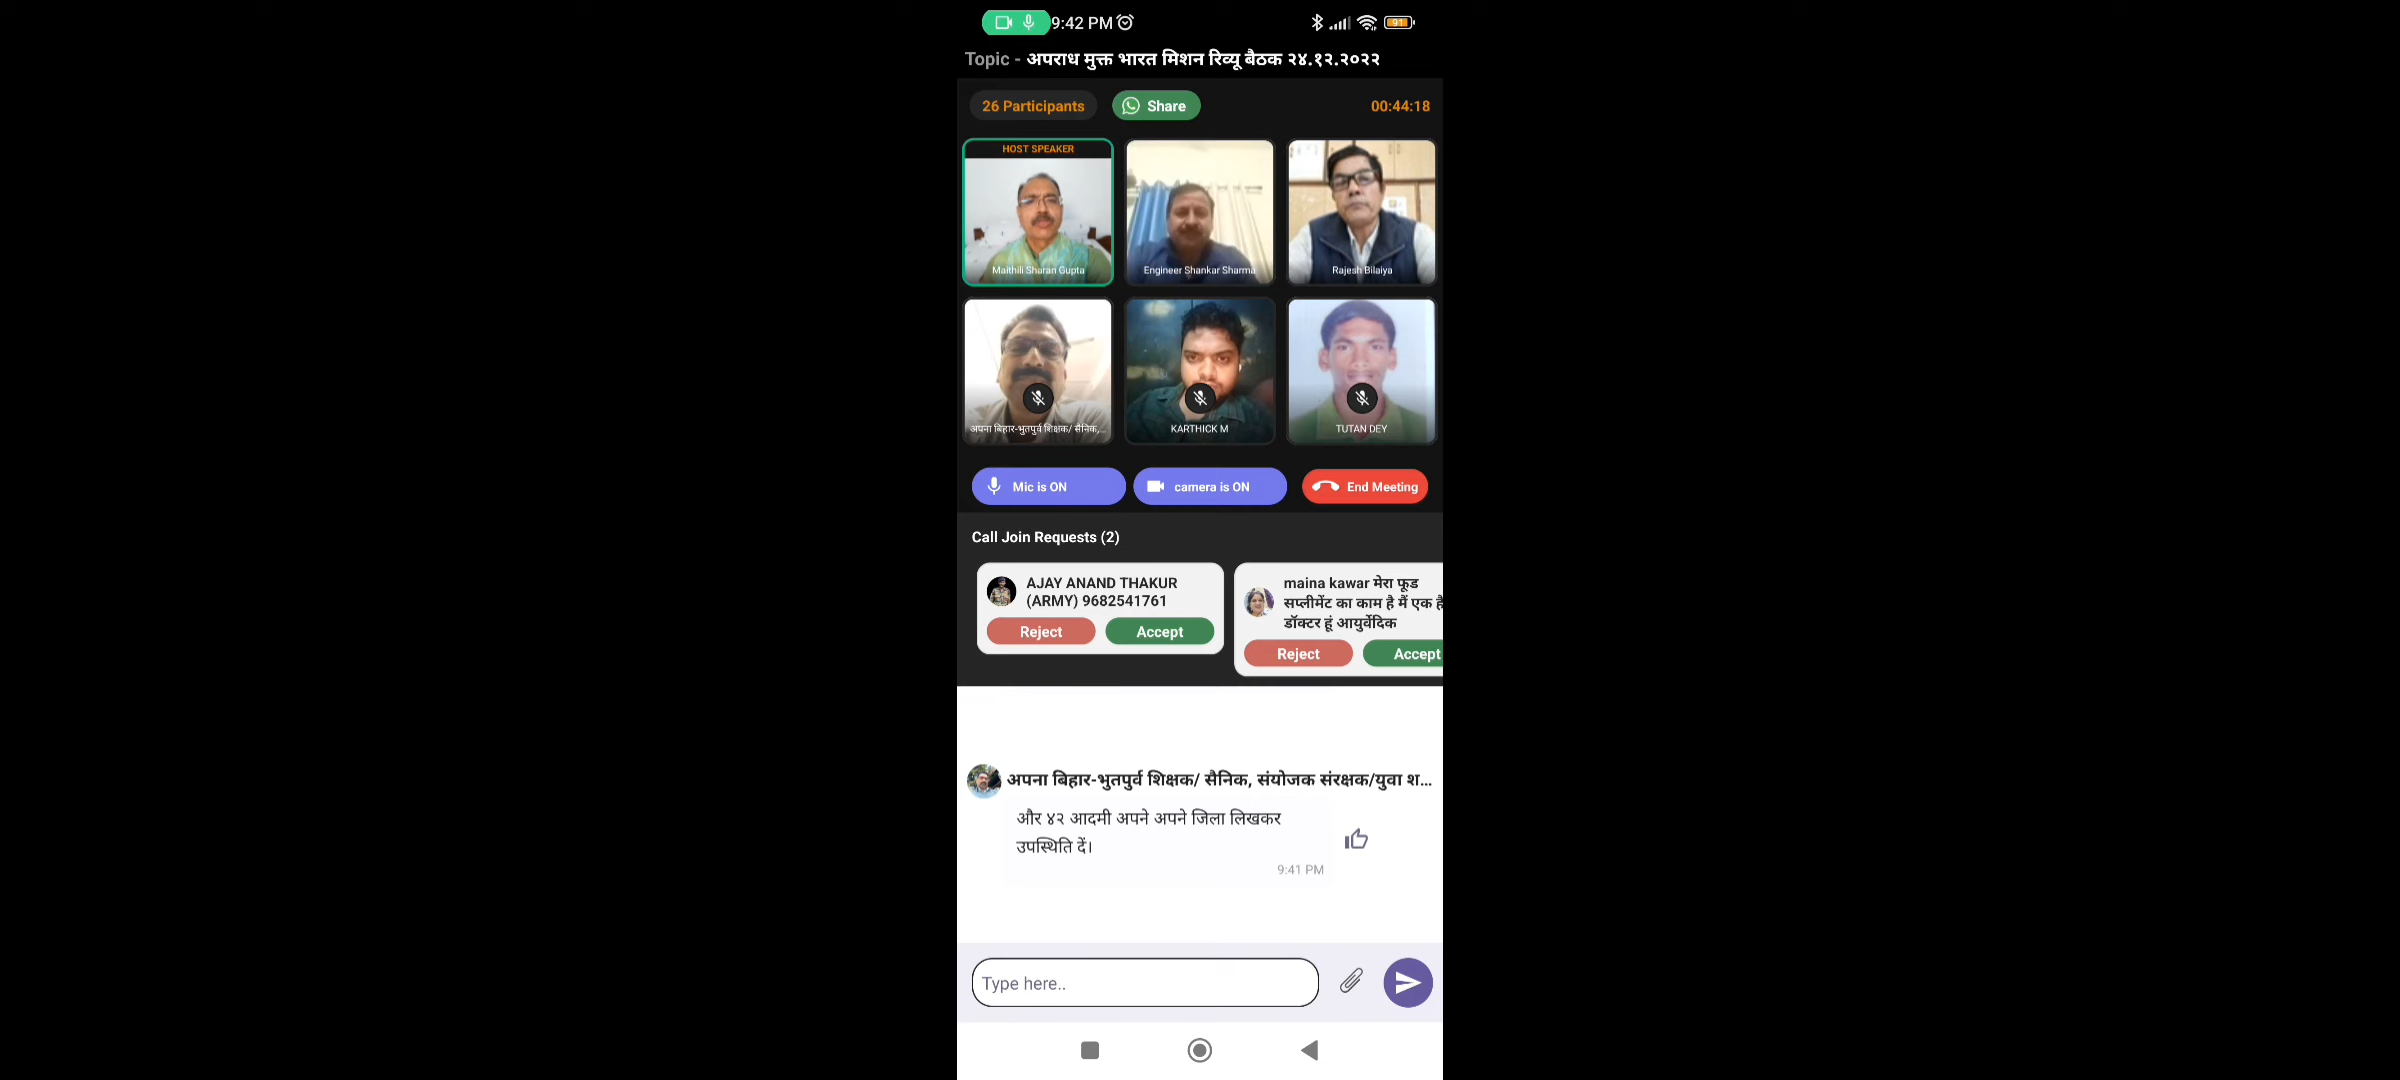 9:42 PM
91
Topic - अपराध मुक्त भारत मिशन रिव्यू बैठक २४.१२.२०२२
26 Participants
Share
00:44:18
HOST SPEAKER
Maithili Sharan Gupta
Engineer Shankar Sharma
Rajesh Bilaiya
अपना बिहार-भुतपुर्व शिक्षक/ सैनिक,...
KARTHICK M
TUTAN DEY
Mic is ON
camera is ON
End Meeting
Call Join Requests (2)
AJAY ANAND THAKUR
(ARMY) 9682541761
Reject
Accept
maina kawar मेरा फूड
सप्लीमेंट का काम है मैं एक है
डॉक्टर हूं आयुर्वेदिक
Reject
Accept
अपना बिहार-भुतपुर्व शिक्षक/ सैनिक, संयोजक संरक्षक/युवा श...
और ४२ आदमी अपने अपने जिला लिखकर
उपस्थिति दें।
9:41 PM
Type here..